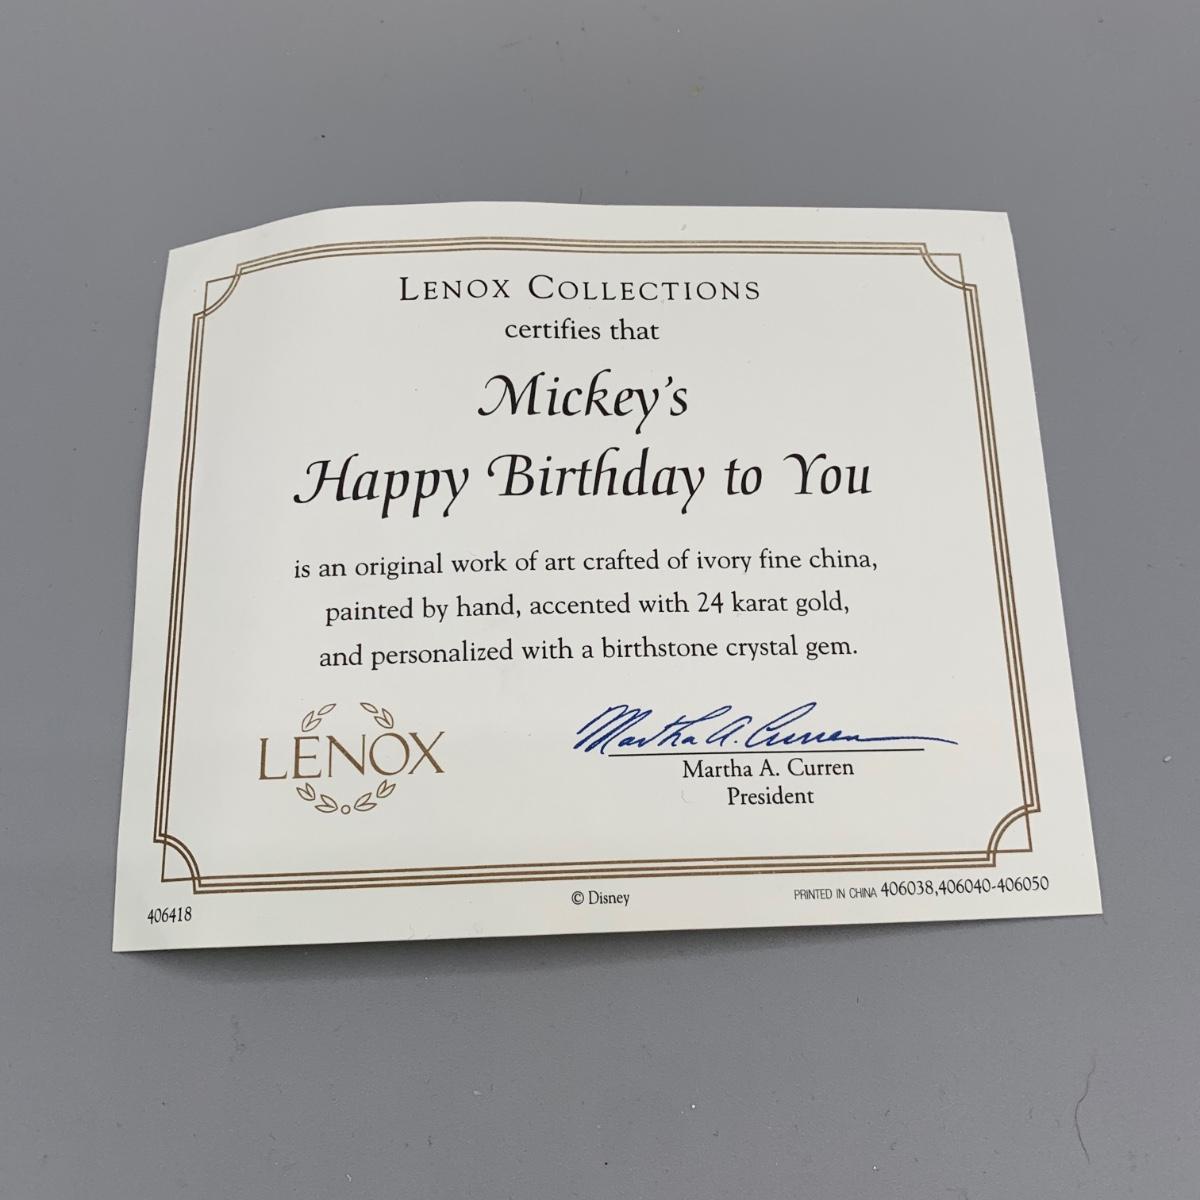 LENOX COLLECTIONS
certifies that
Mickey's
Happy Birthday to You
is an original work of art crafted of ivory fine china,
painted by hand, accented with 24 karat gold,
and personalized with a birthstone crystal gem.
LENOX
Martha A. Curren
Martha A. Curren
President
406418
© Disney
PRINTED IN CHINA 406038,406040-406050